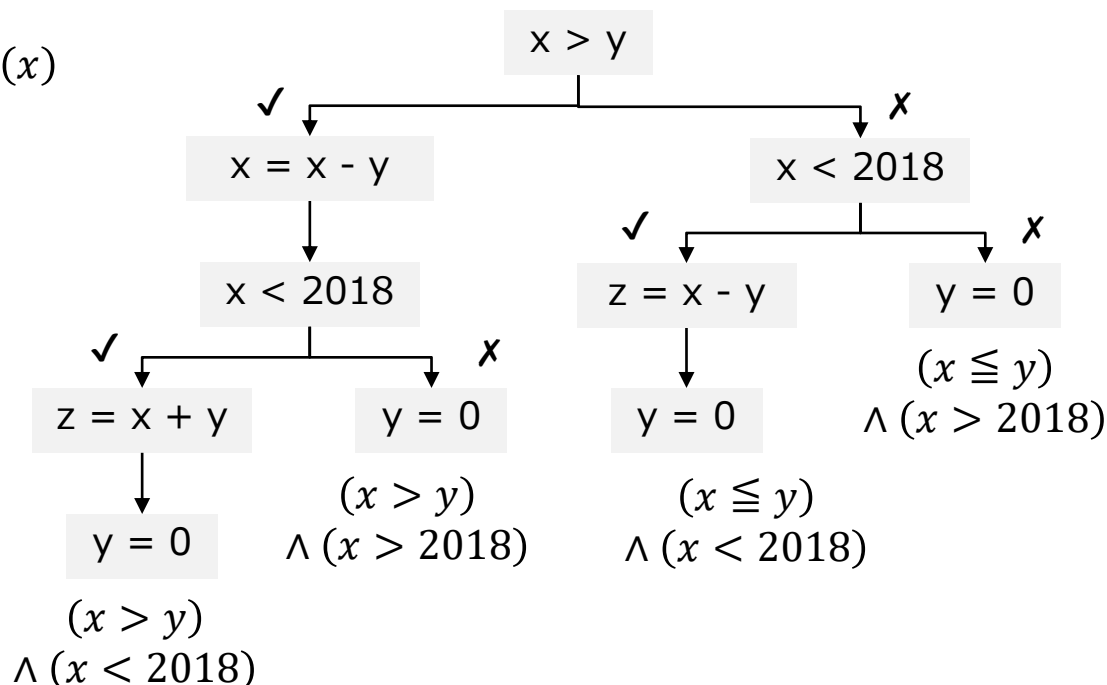 x > y
(x)
✓
✗
x = x - y
x < 2018
✓
✗
x < 2018
z = x - y
y = 0
✓
✗
(x ≦ y)
∧ (x > 2018)
z = x + y
y = 0
y = 0
(x > y)
∧ (x > 2018)
(x ≦ y)
∧ (x < 2018)
y = 0
(x > y)
∧ (x < 2018)